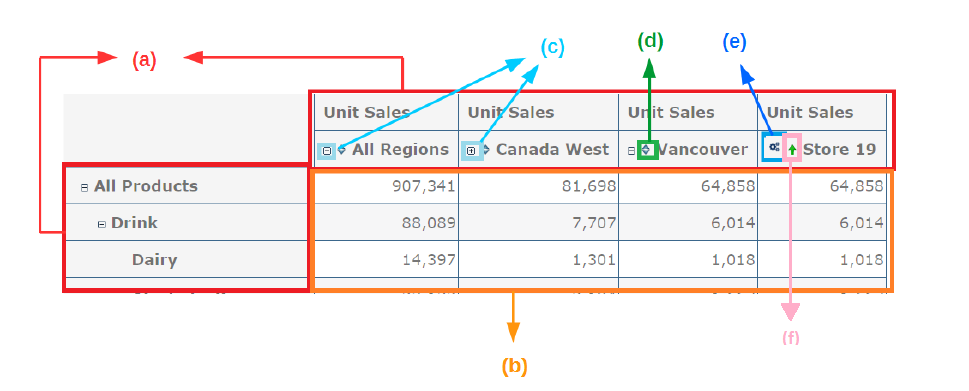 (a)
(c)
(d)
(e)
Unit Sales Unit Sales Unit Sales Unit Sales
All Regions Canada West Vancouver Store 19
All Products 907,341 81,698 64,858 64,858
Drink 88,089 7,707 6,014 6,014
Dairy 14,397 1,301 1,018 1,018
(f)
(b)